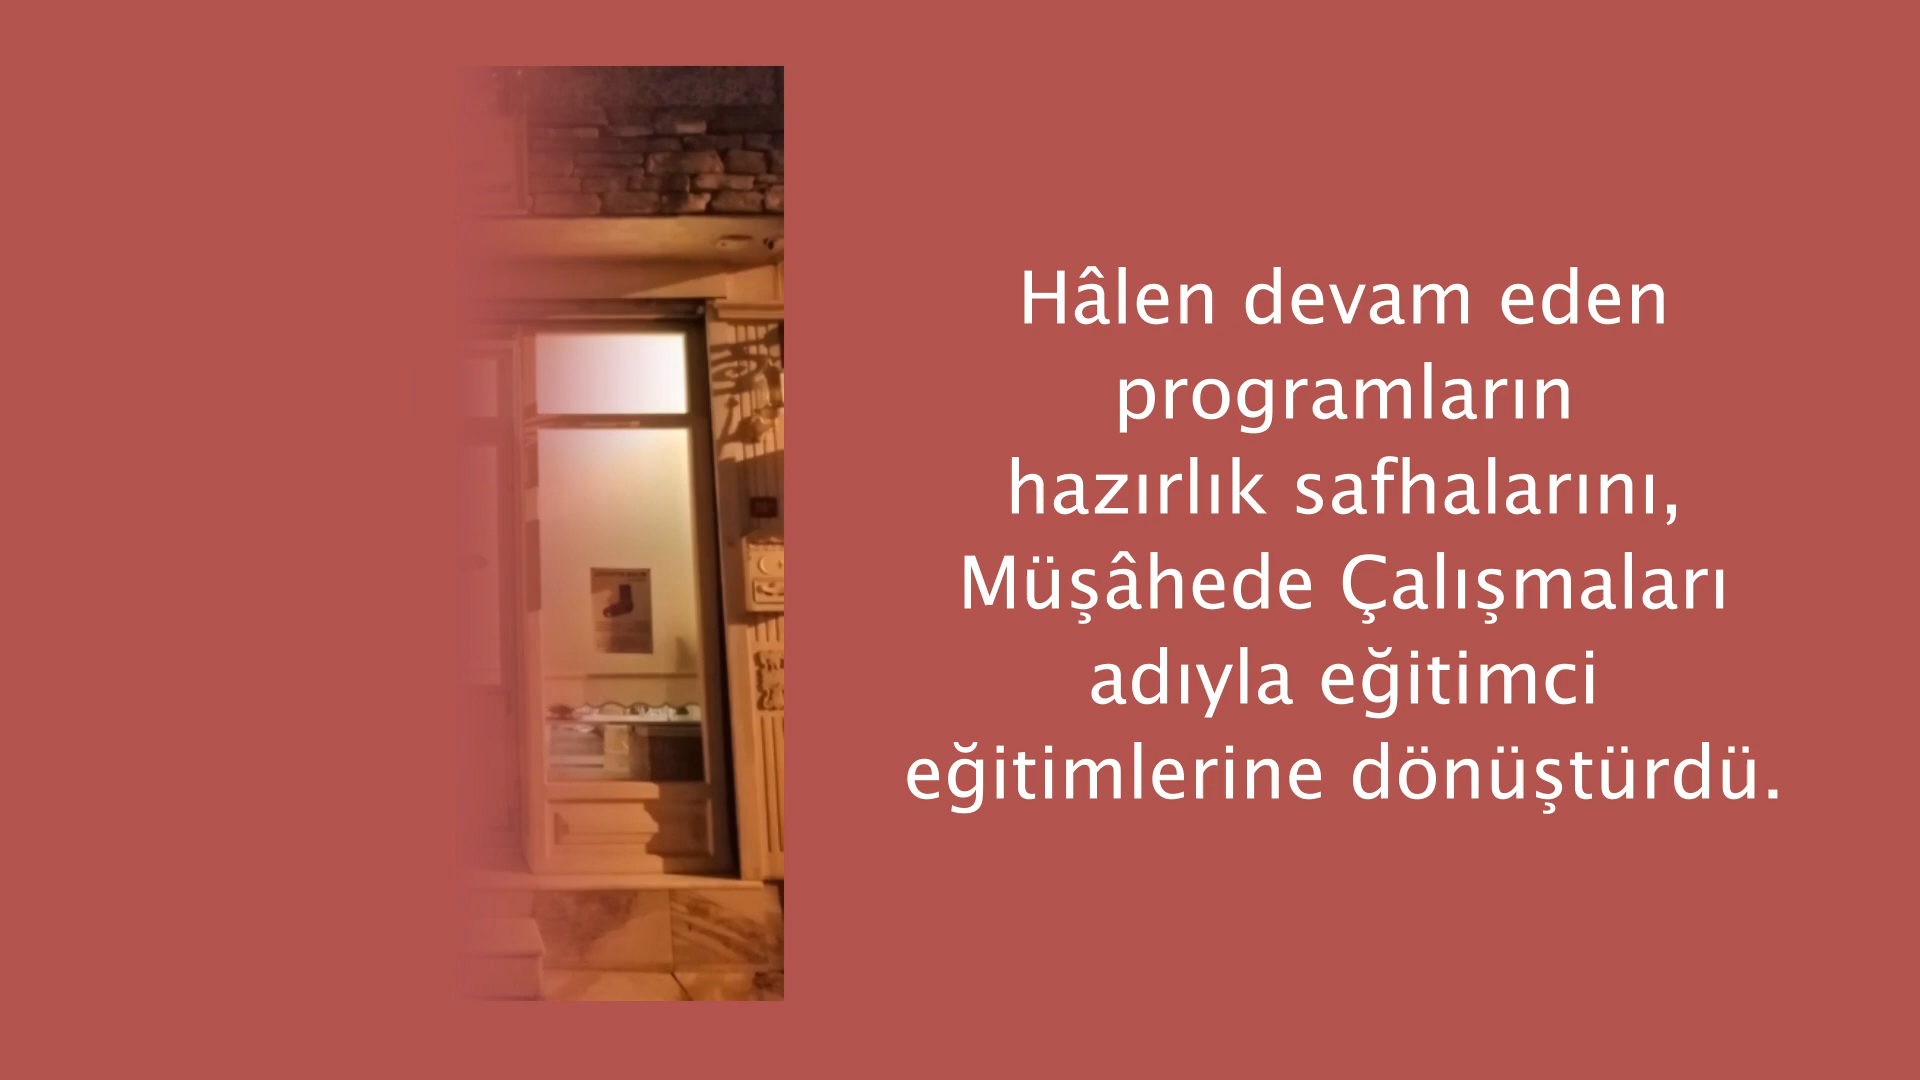 Hâlen devam eden
programların
hazırlık safhalarını,
Müşâhede Çalışmaları
adıyla eğitimci
eğitimlerine dönüştürdü.